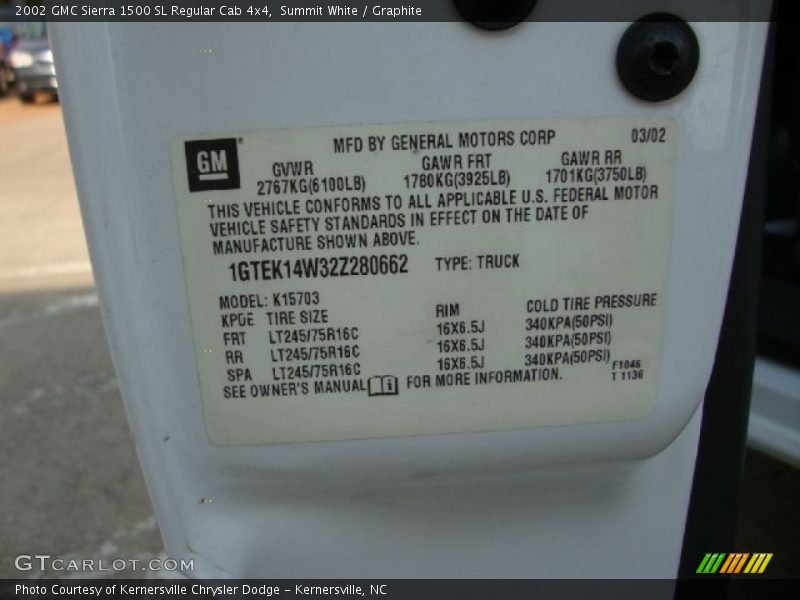 2002 GMC Sierra 1500 SL Regular Cab 4x4, Summit White / Graphite
GM
MFD BY GENERAL MOTORS CORP 03/02
GVWR GAWR FRT GAWR RR
2767KG(6100LB) 1780KG(3925LB) 1701KG(3750LB)
THIS VEHICLE CONFORMS TO ALL APPLICABLE U.S. FEDERAL MOTOR
VEHICLE SAFETY STANDARDS IN EFFECT ON THE DATE OF
MANUFACTURE SHOWN ABOVE.
1GTEK14W32Z280662 TYPE: TRUCK
MODEL: K15703
KPDE TIRE SIZE RIM COLD TIRE PRESSURE
FRT LT245/75R16C 16X6.5J 340KPA(50PSI)
RR LT245/75R16C 16X6.5J 340KPA(50PSI)
SPA LT245/75R16C 16X6.5J 340KPA(50PSI)
SEE OWNER'S MANUAL FOR MORE INFORMATION.
F1046
T 1136
GTCARLOT.COM
Photo Courtesy of Kernersville Chrysler Dodge - Kernersville, NC